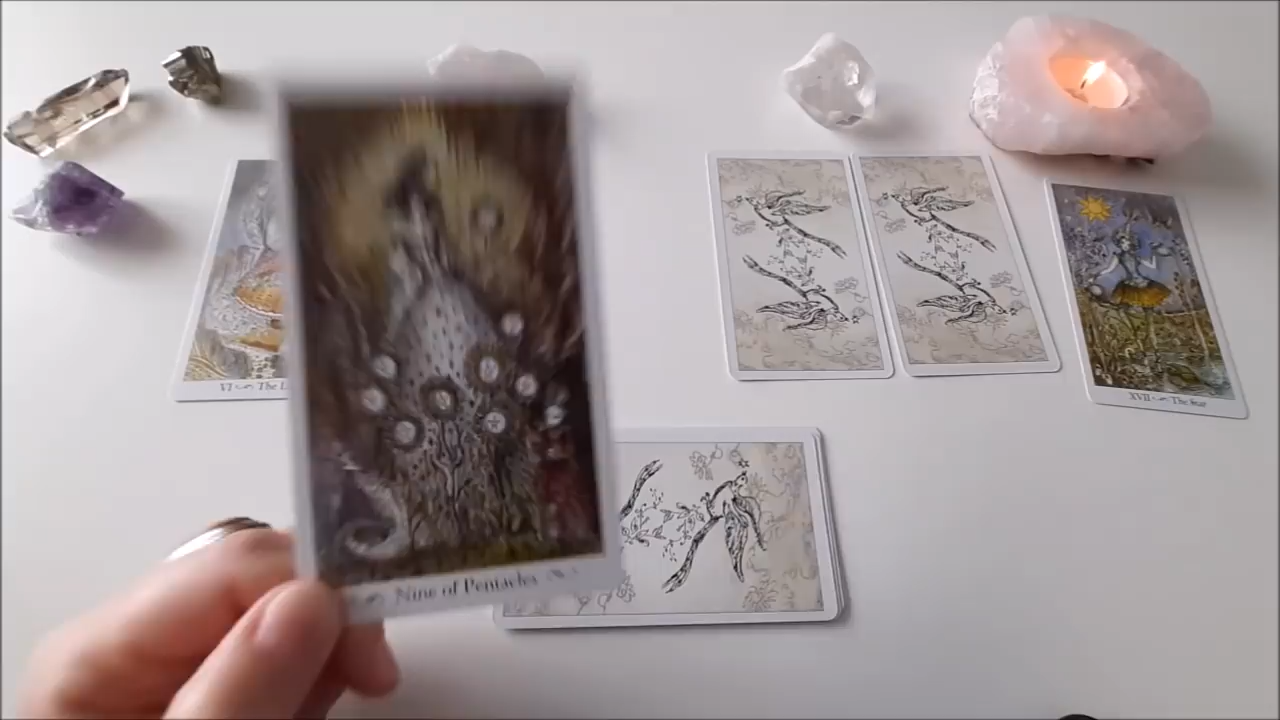 VI The L
XVII The Star
Nine of Pentacles